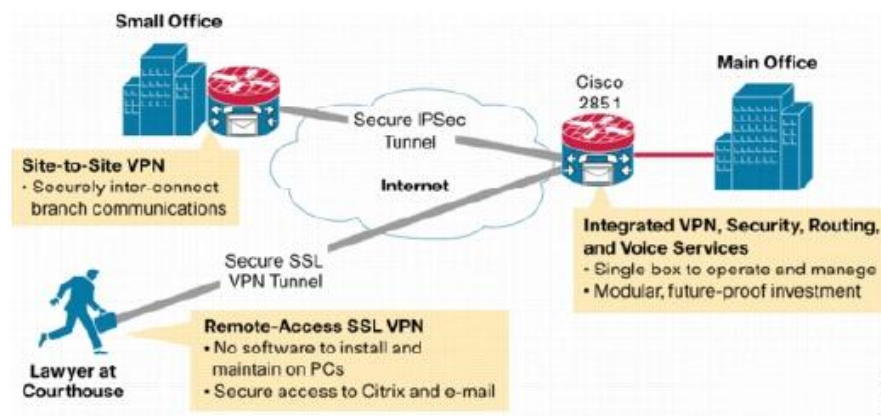 Small Office
Main Office
Cisco
2851
Secure IPSec
Tunnel
Internet
Site-to-Site VPN
• Securely inter-connect
branch communications
Integrated VPN, Security, Routing,
and Voice Services
• Single box to operate and manage
• Modular, future-proof investment
Secure SSL
VPN Tunnel
Remote-Access SSL VPN
• No software to install and
maintain on PCs
• Secure access to Citrix and e-mail
Lawyer at
Courthouse